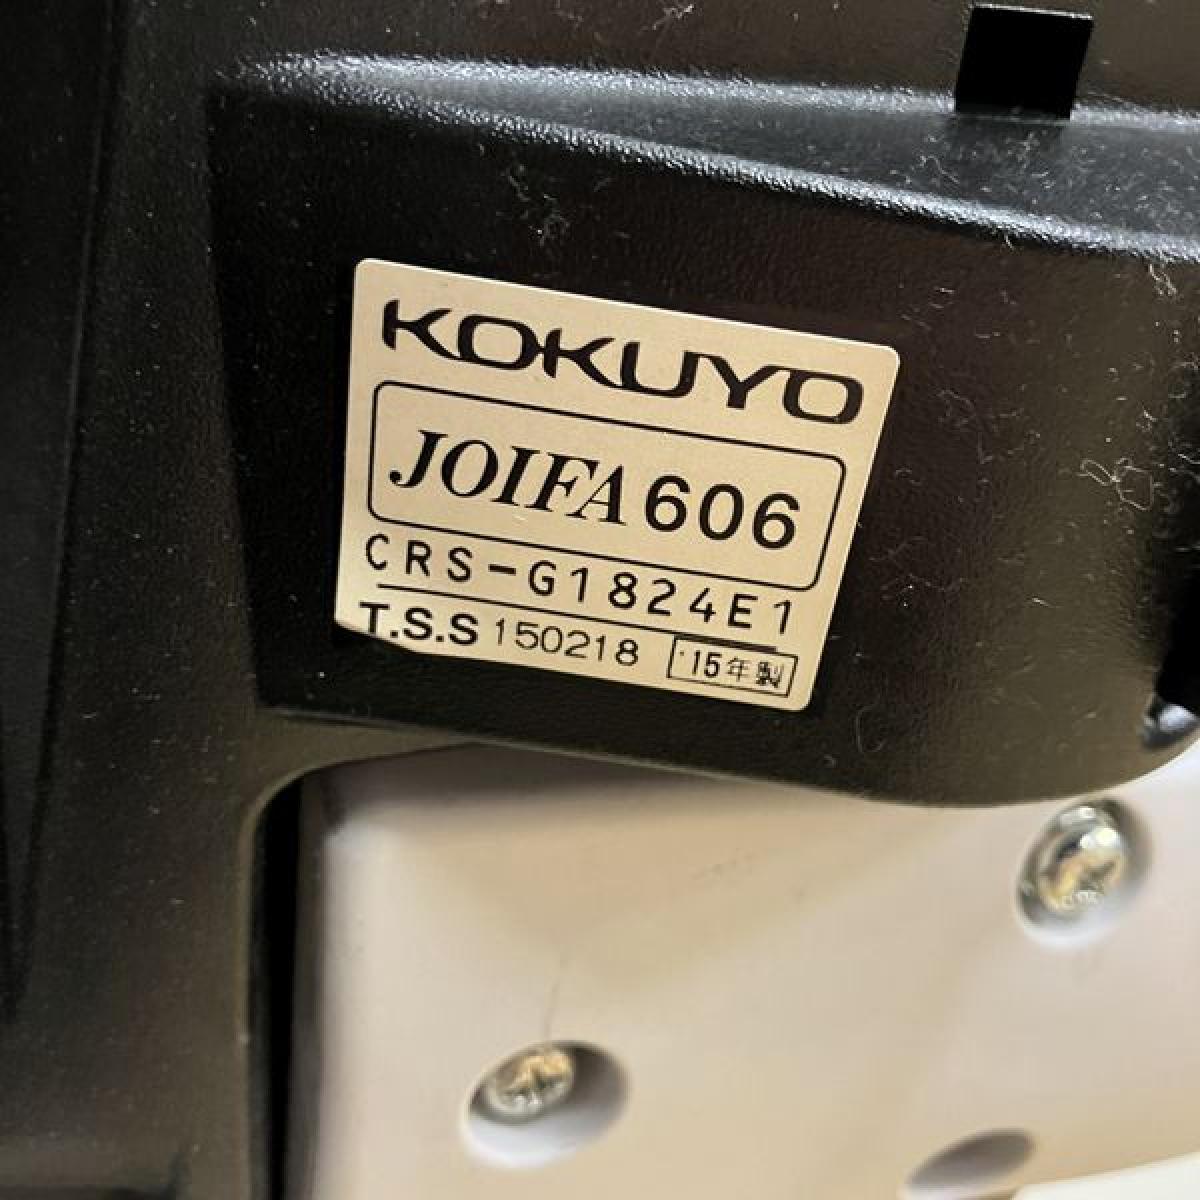 KOKUYO
JOIFA 606
CRS-G1824E1
T.S.S 150218 '15年製